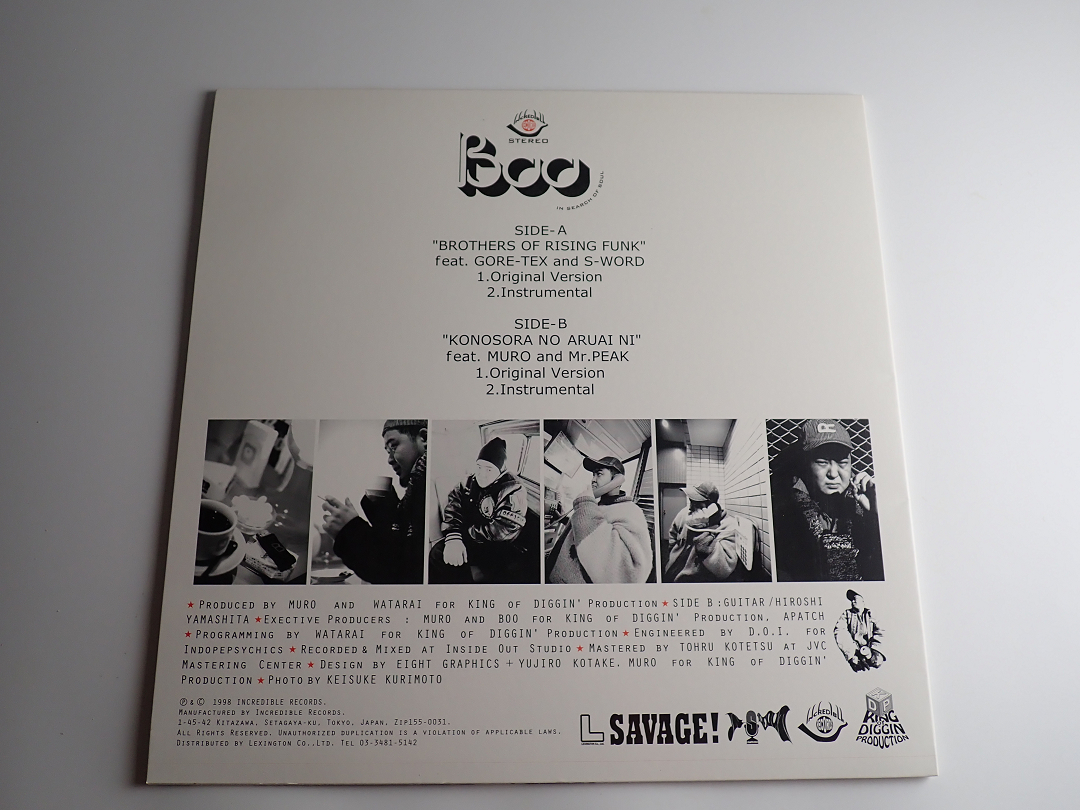 INCREDIBLE
STEREO
Boo
IN SEARCH OF SOUL
SIDE-A
"BROTHERS OF RISING FUNK"
feat. GORE-TEX and S-WORD
1.Original Version
2.Instrumental
SIDE-B
"KONOSORA NO ARUAI NI"
feat. MURO and Mr.PEAK
1.Original Version
2.Instrumental
R
★PRODUCED BY MURO AND WATARAI FOR KING OF DIGGIN' PRODUCTION★SIDE B:GUITAR/HIROSHI
YAMASHITA★EXECTIVE PRODUCERS : MURO AND BOO FOR KING OF DIGGIN' PRODUCTION, APATCH
★PROGRAMMING BY WATARAI FOR KING OF DIGGIN' PRODUCTION★ENGINEERED BY D.O.I. FOR
INDOPEPSYCHICS★RECORDED & MIXED AT INSIDE OUT STUDIO★MASTERED BY TOHRU KOTETSU AT JVC
MASTERING CENTER★DESIGN BY EIGHT GRAPHICS+YUJIRO KOTAKE. MURO FOR KING OF DIGGIN'
PRODUCTION★PHOTO BY KEISUKE KURIMOTO
Ⓟ&© 1998 INCREDIBLE RECORDS.
MANUFACTURED BY INCREDIBLE RECORDS.
1-45-42 KITAZAWA, SETAGAYA-KU, TOKYO, JAPAN, ZIP155-0031.
ALL RIGHTS RESERVED. UNAUTHORIZED DUPLICATION IS A VIOLATION OF APPLICABLE LAWS.
DISTRIBUTED BY LEXINGTON CO.,LTD. TEL 03-3481-5142
L SAVAGE!
KDP
KING OF DIGGIN PRODUCTION